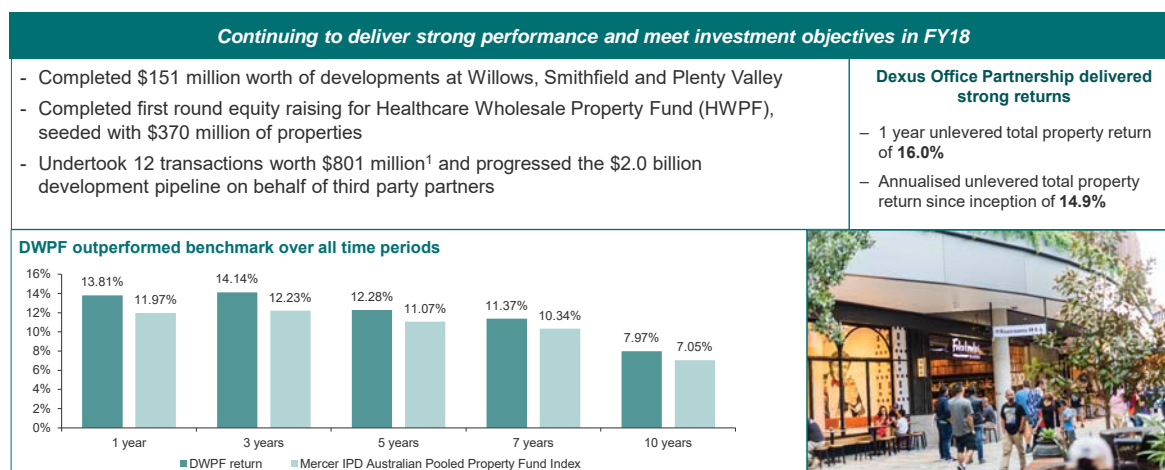 Continuing to deliver strong performance and meet investment objectives in FY18
- Completed $151 million worth of developments at Willows, Smithfield and Plenty Valley
- Completed first round equity raising for Healthcare Wholesale Property Fund (HWPF),
seeded with $370 million of properties
- Undertook 12 transactions worth $801 million¹ and progressed the $2.0 billion
development pipeline on behalf of third party partners
Dexus Office Partnership delivered
strong returns
– 1 year unlevered total property return
of 16.0%
– Annualised unlevered total property
return since inception of 14.9%
DWPF outperformed benchmark over all time periods
16%
14%
12%
10%
8%
6%
4%
2%
0%
13.81%
11.97%
14.14%
12.23%
12.28%
11.07%
11.37%
10.34%
7.97%
7.05%
1 year
3 years
5 years
7 years
10 years
DWPF return
Mercer IPD Australian Pooled Property Fund Index